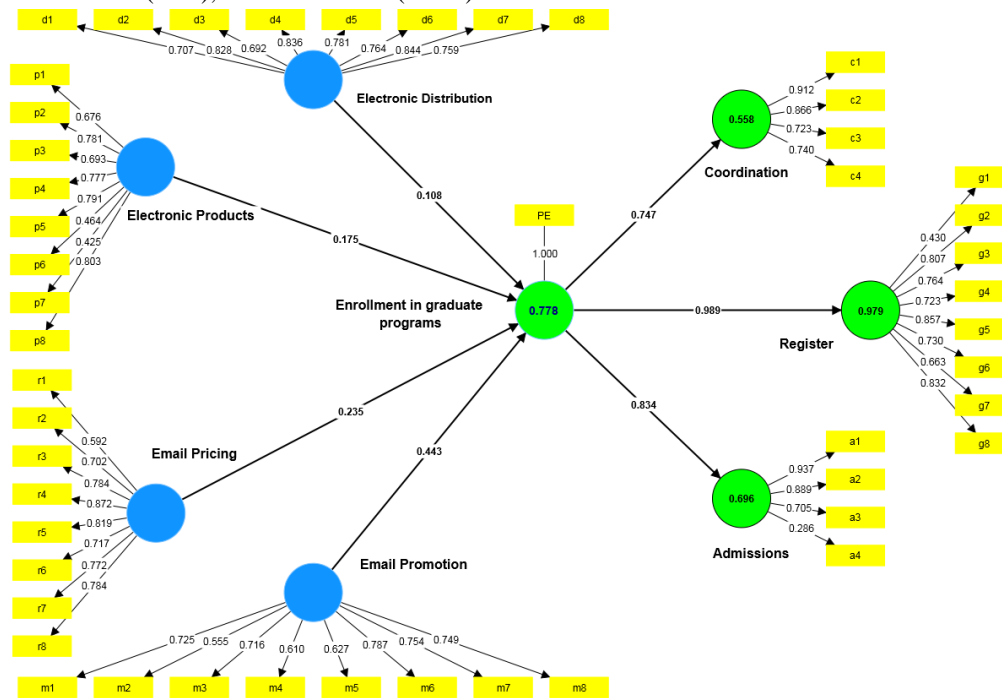 d1 d2 d3 d4 d5 d6 d7 d8
0.707 0.828 0.692 0.836 0.781 0.764 0.844 0.759
Electronic Distribution
p1
p2
p3
p4
p5
p6
p7
p8
0.676
0.781
0.693
0.777
0.791
0.464
0.425
0.803
Electronic Products
0.108
0.175
PE
1.000
Enrollment in graduate
programs
0.778
r1
r2
r3
r4
r5
r6
r7
r8
0.592
0.702
0.784
0.872
0.819
0.717
0.772
0.784
Email Pricing
0.235
0.443
Email Promotion
0.725 0.555 0.716 0.610 0.627 0.787 0.754 0.749
m1 m2 m3 m4 m5 m6 m7 m8
0.747
0.989
0.834
0.558
Coordination
0.912
0.866
0.723
0.740
c1
c2
c3
c4
0.979
Register
0.430
0.807
0.764
0.723
0.857
0.730
0.663
0.832
g1
g2
g3
g4
g5
g6
g7
g8
0.696
Admissions
0.937
0.889
0.705
0.286
a1
a2
a3
a4